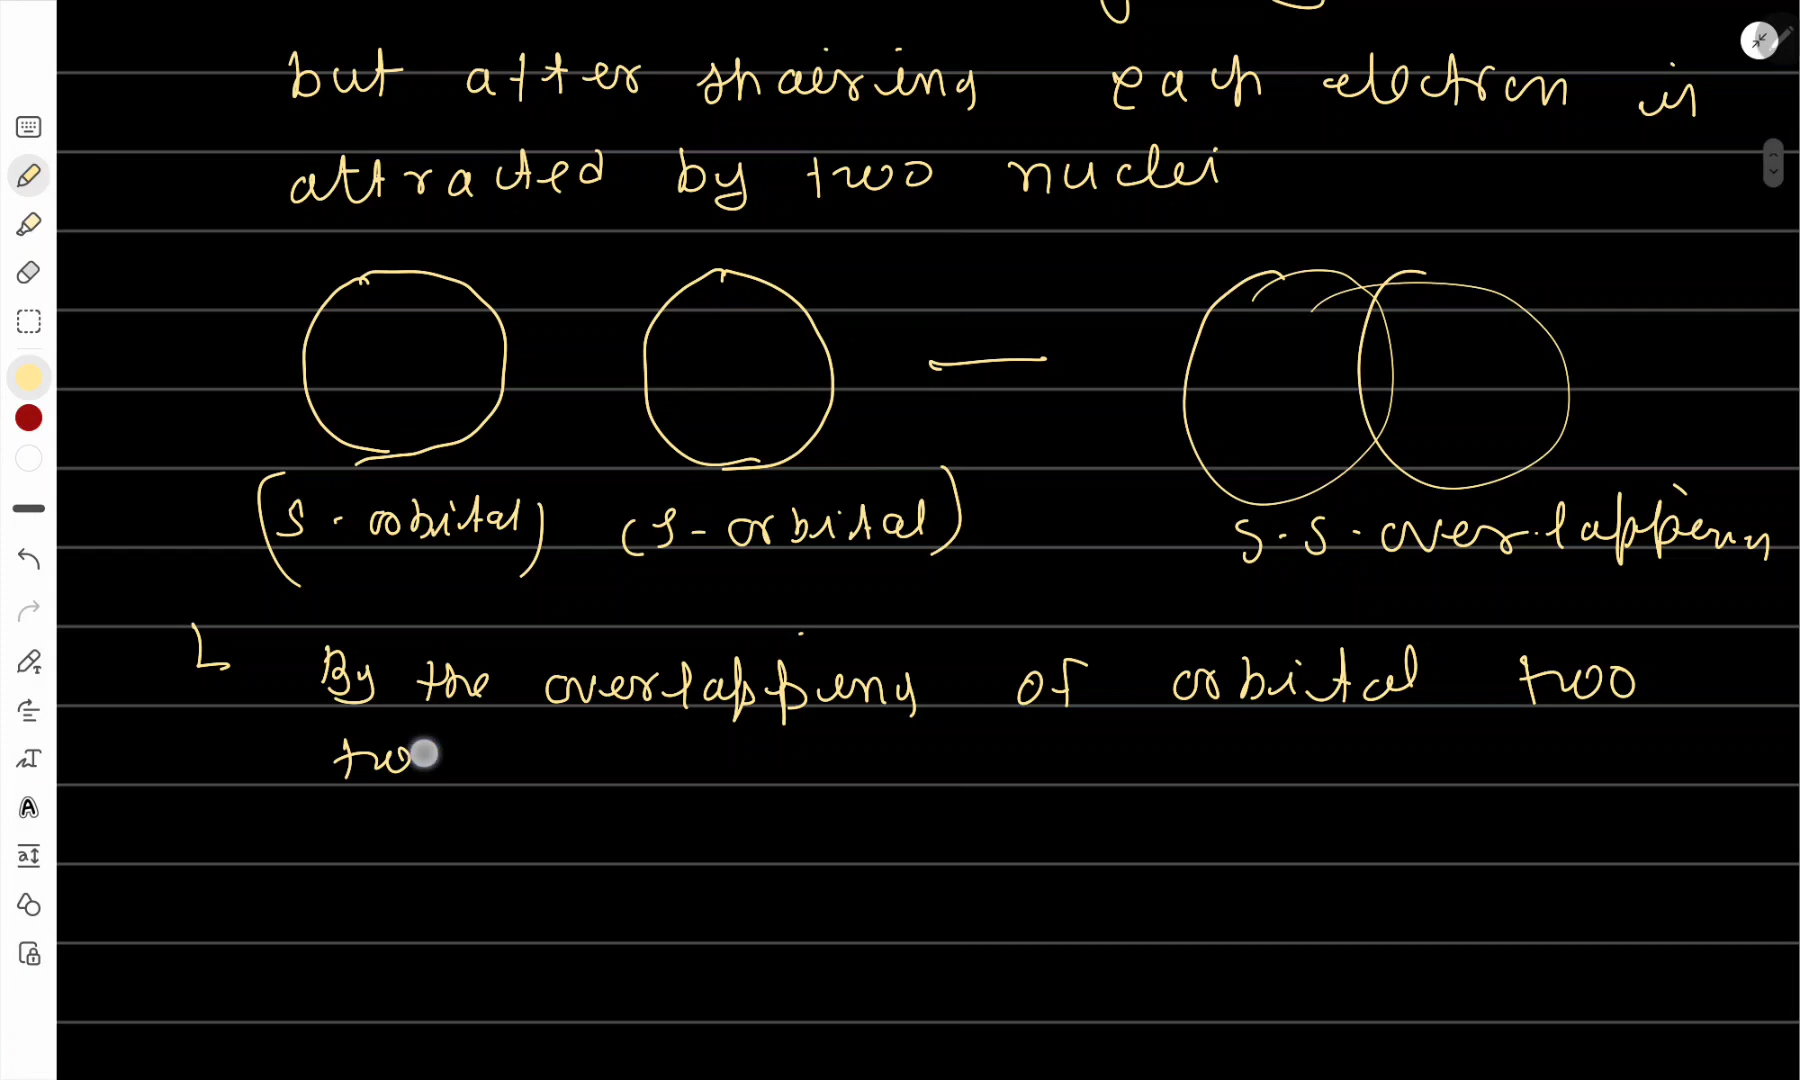 but after shairing each electron is
attracted by two nuclei
(s-orbital) (s-orbital) s-s-overlapping
By the overlapping of orbital two
two